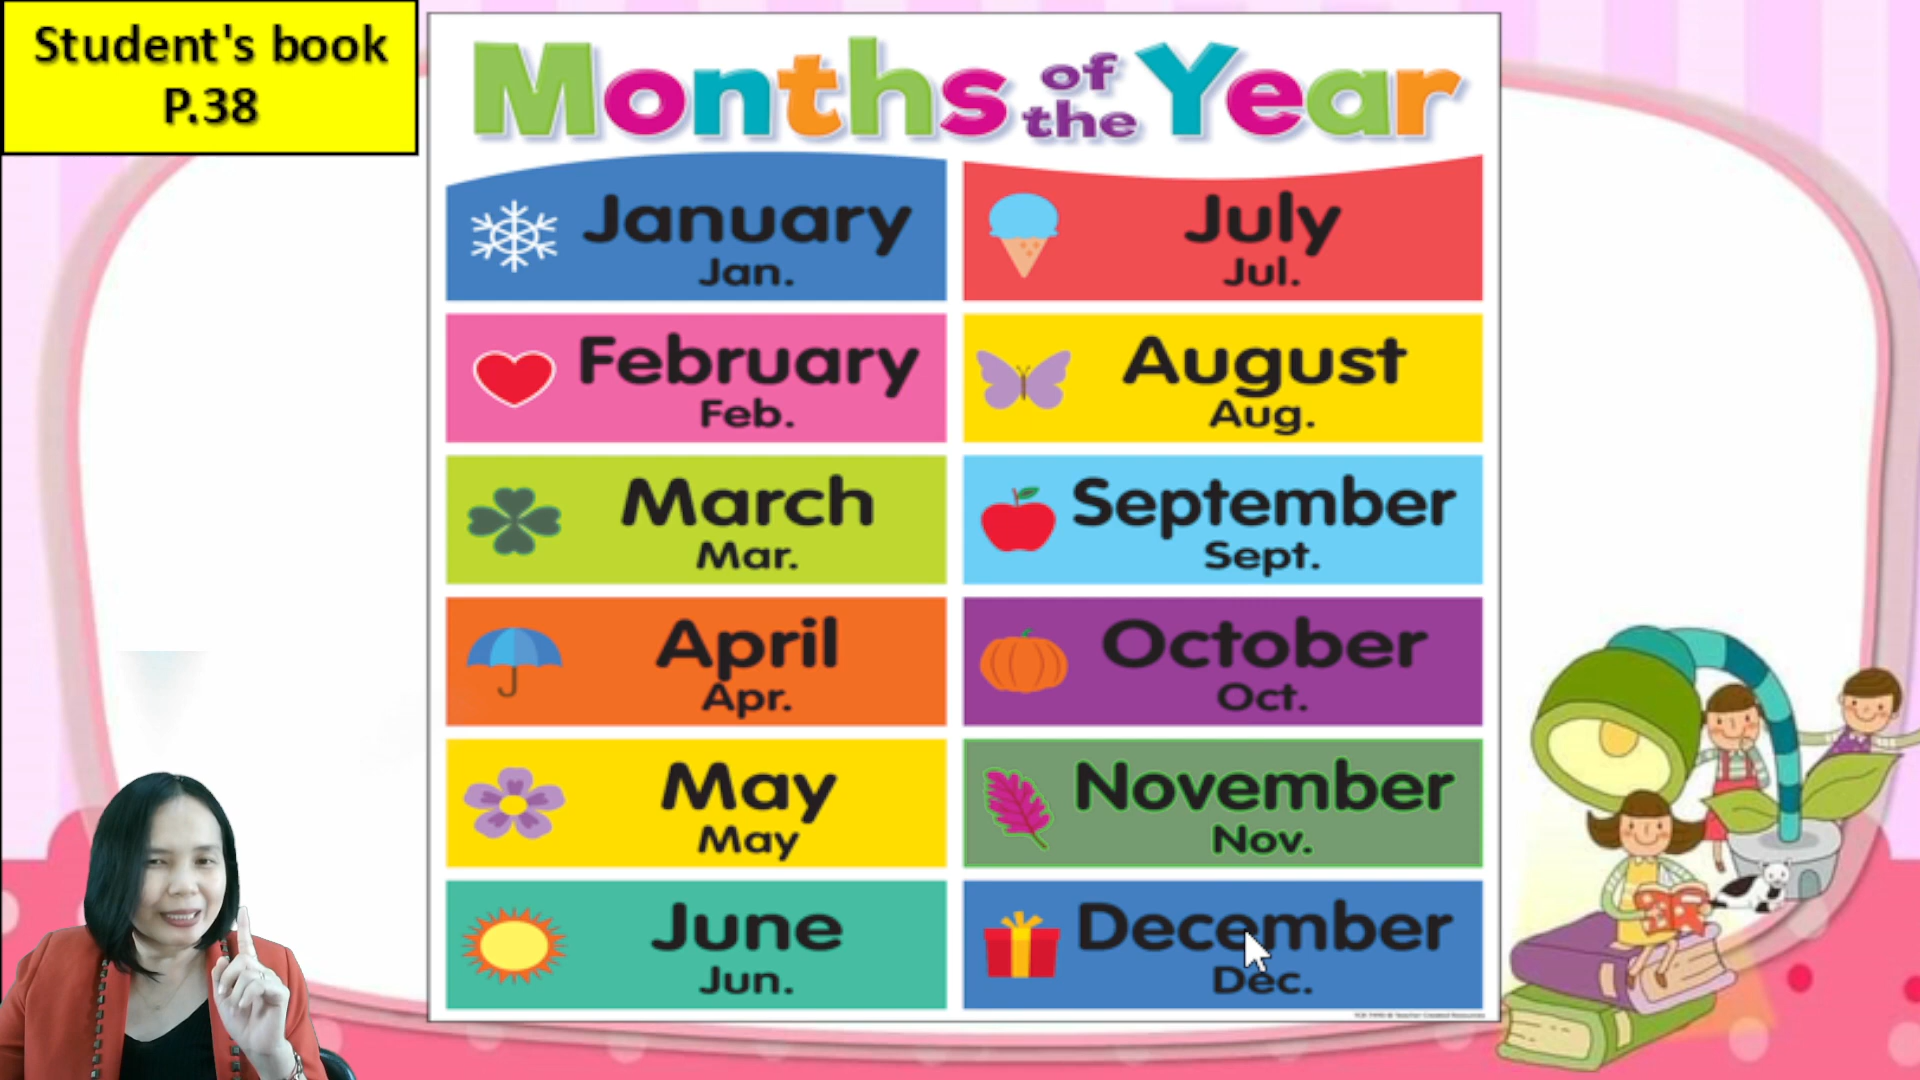 Student's book
P.38
Months of the Year
January
Jan.
February
Feb.
March
Mar.
April
Apr.
May
May
June
Jun.
July
Jul.
August
Aug.
September
Sept.
October
Oct.
November
Nov.
December
Dec.